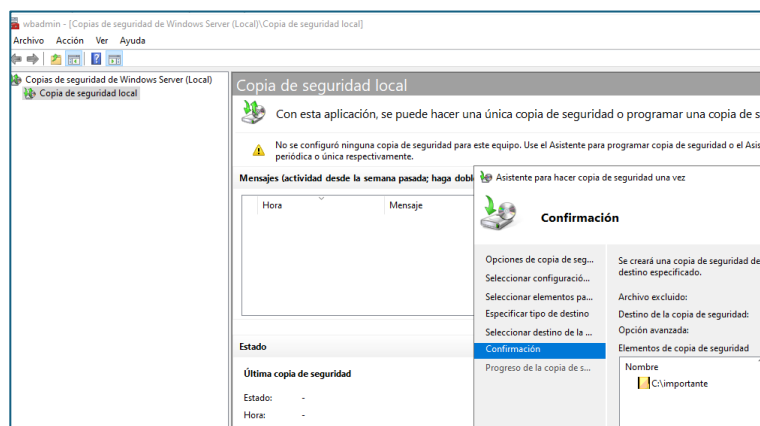 wbadmin - [Copias de seguridad de Windows Server (Local)\Copia de seguridad local]
Archivo Acción Ver Ayuda
Copias de seguridad de Windows Server (Local)
Copia de seguridad local
Copia de seguridad local
Con esta aplicación, se puede hacer una única copia de seguridad o programar una copia de s
No se configuró ninguna copia de seguridad para este equipo. Use el Asistente para programar copia de seguridad o el Asis
periódica o única respectivamente.
Mensajes (actividad desde la semana pasada; haga dobl
Hora Mensaje
Estado
Última copia de seguridad
Estado: -
Hora: -
Asistente para hacer copia de seguridad una vez
Confirmación
Opciones de copia de seg...
Seleccionar configuració...
Seleccionar elementos pa...
Especificar tipo de destino
Seleccionar destino de la ...
Confirmación
Progreso de la copia de s...
Se creará una copia de seguridad de
destino especificado.
Archivo excluido:
Destino de la copia de seguridad:
Opción avanzada:
Elementos de copia de seguridad
Nombre
C:\importante